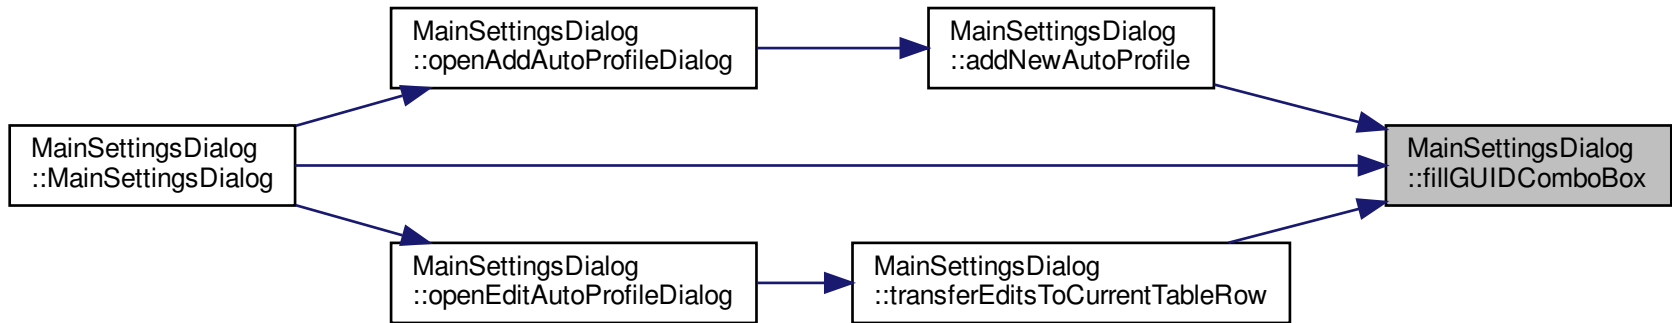 MainSettingsDialog
::openAddAutoProfileDialog
MainSettingsDialog
::addNewAutoProfile
MainSettingsDialog
::MainSettingsDialog
MainSettingsDialog
::fillGUIDComboBox
MainSettingsDialog
::openEditAutoProfileDialog
MainSettingsDialog
::transferEditsToCurrentTableRow